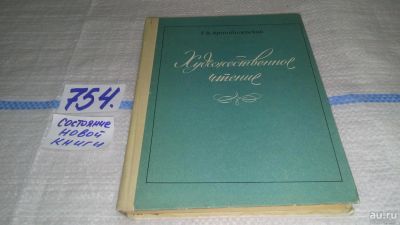 754.
СОСТОЯНИЕ
НОВОЙ
КНИГИ
Художественное
чтение
au.ru